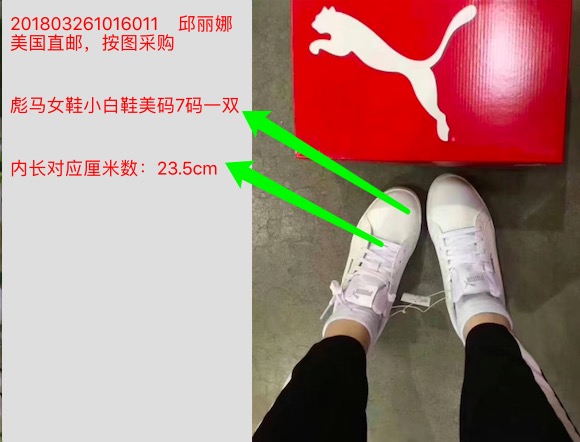 201803261016011 邱丽娜
美国直邮，按图采购
彪马女鞋小白鞋美码7码一双
内长对应厘米数：23.5cm